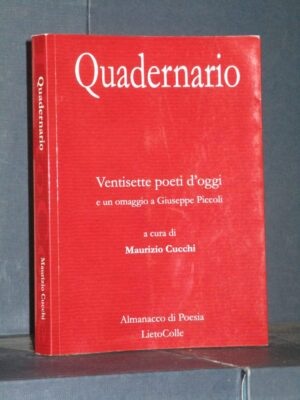 Quadernario
Ventisette poeti d'oggi
e un omaggio a Giuseppe Piccoli
a cura di
Maurizio Cucchi
Almanacco di Poesia
LietoColle
Quadernario
Maurizio Cucchi